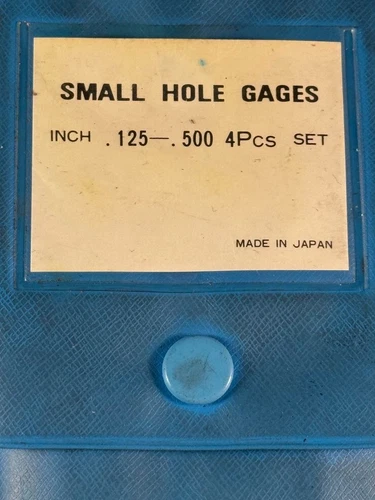 SMALL HOLE GAGES
INCH .125—.500 4Pcs SET
MADE IN JAPAN